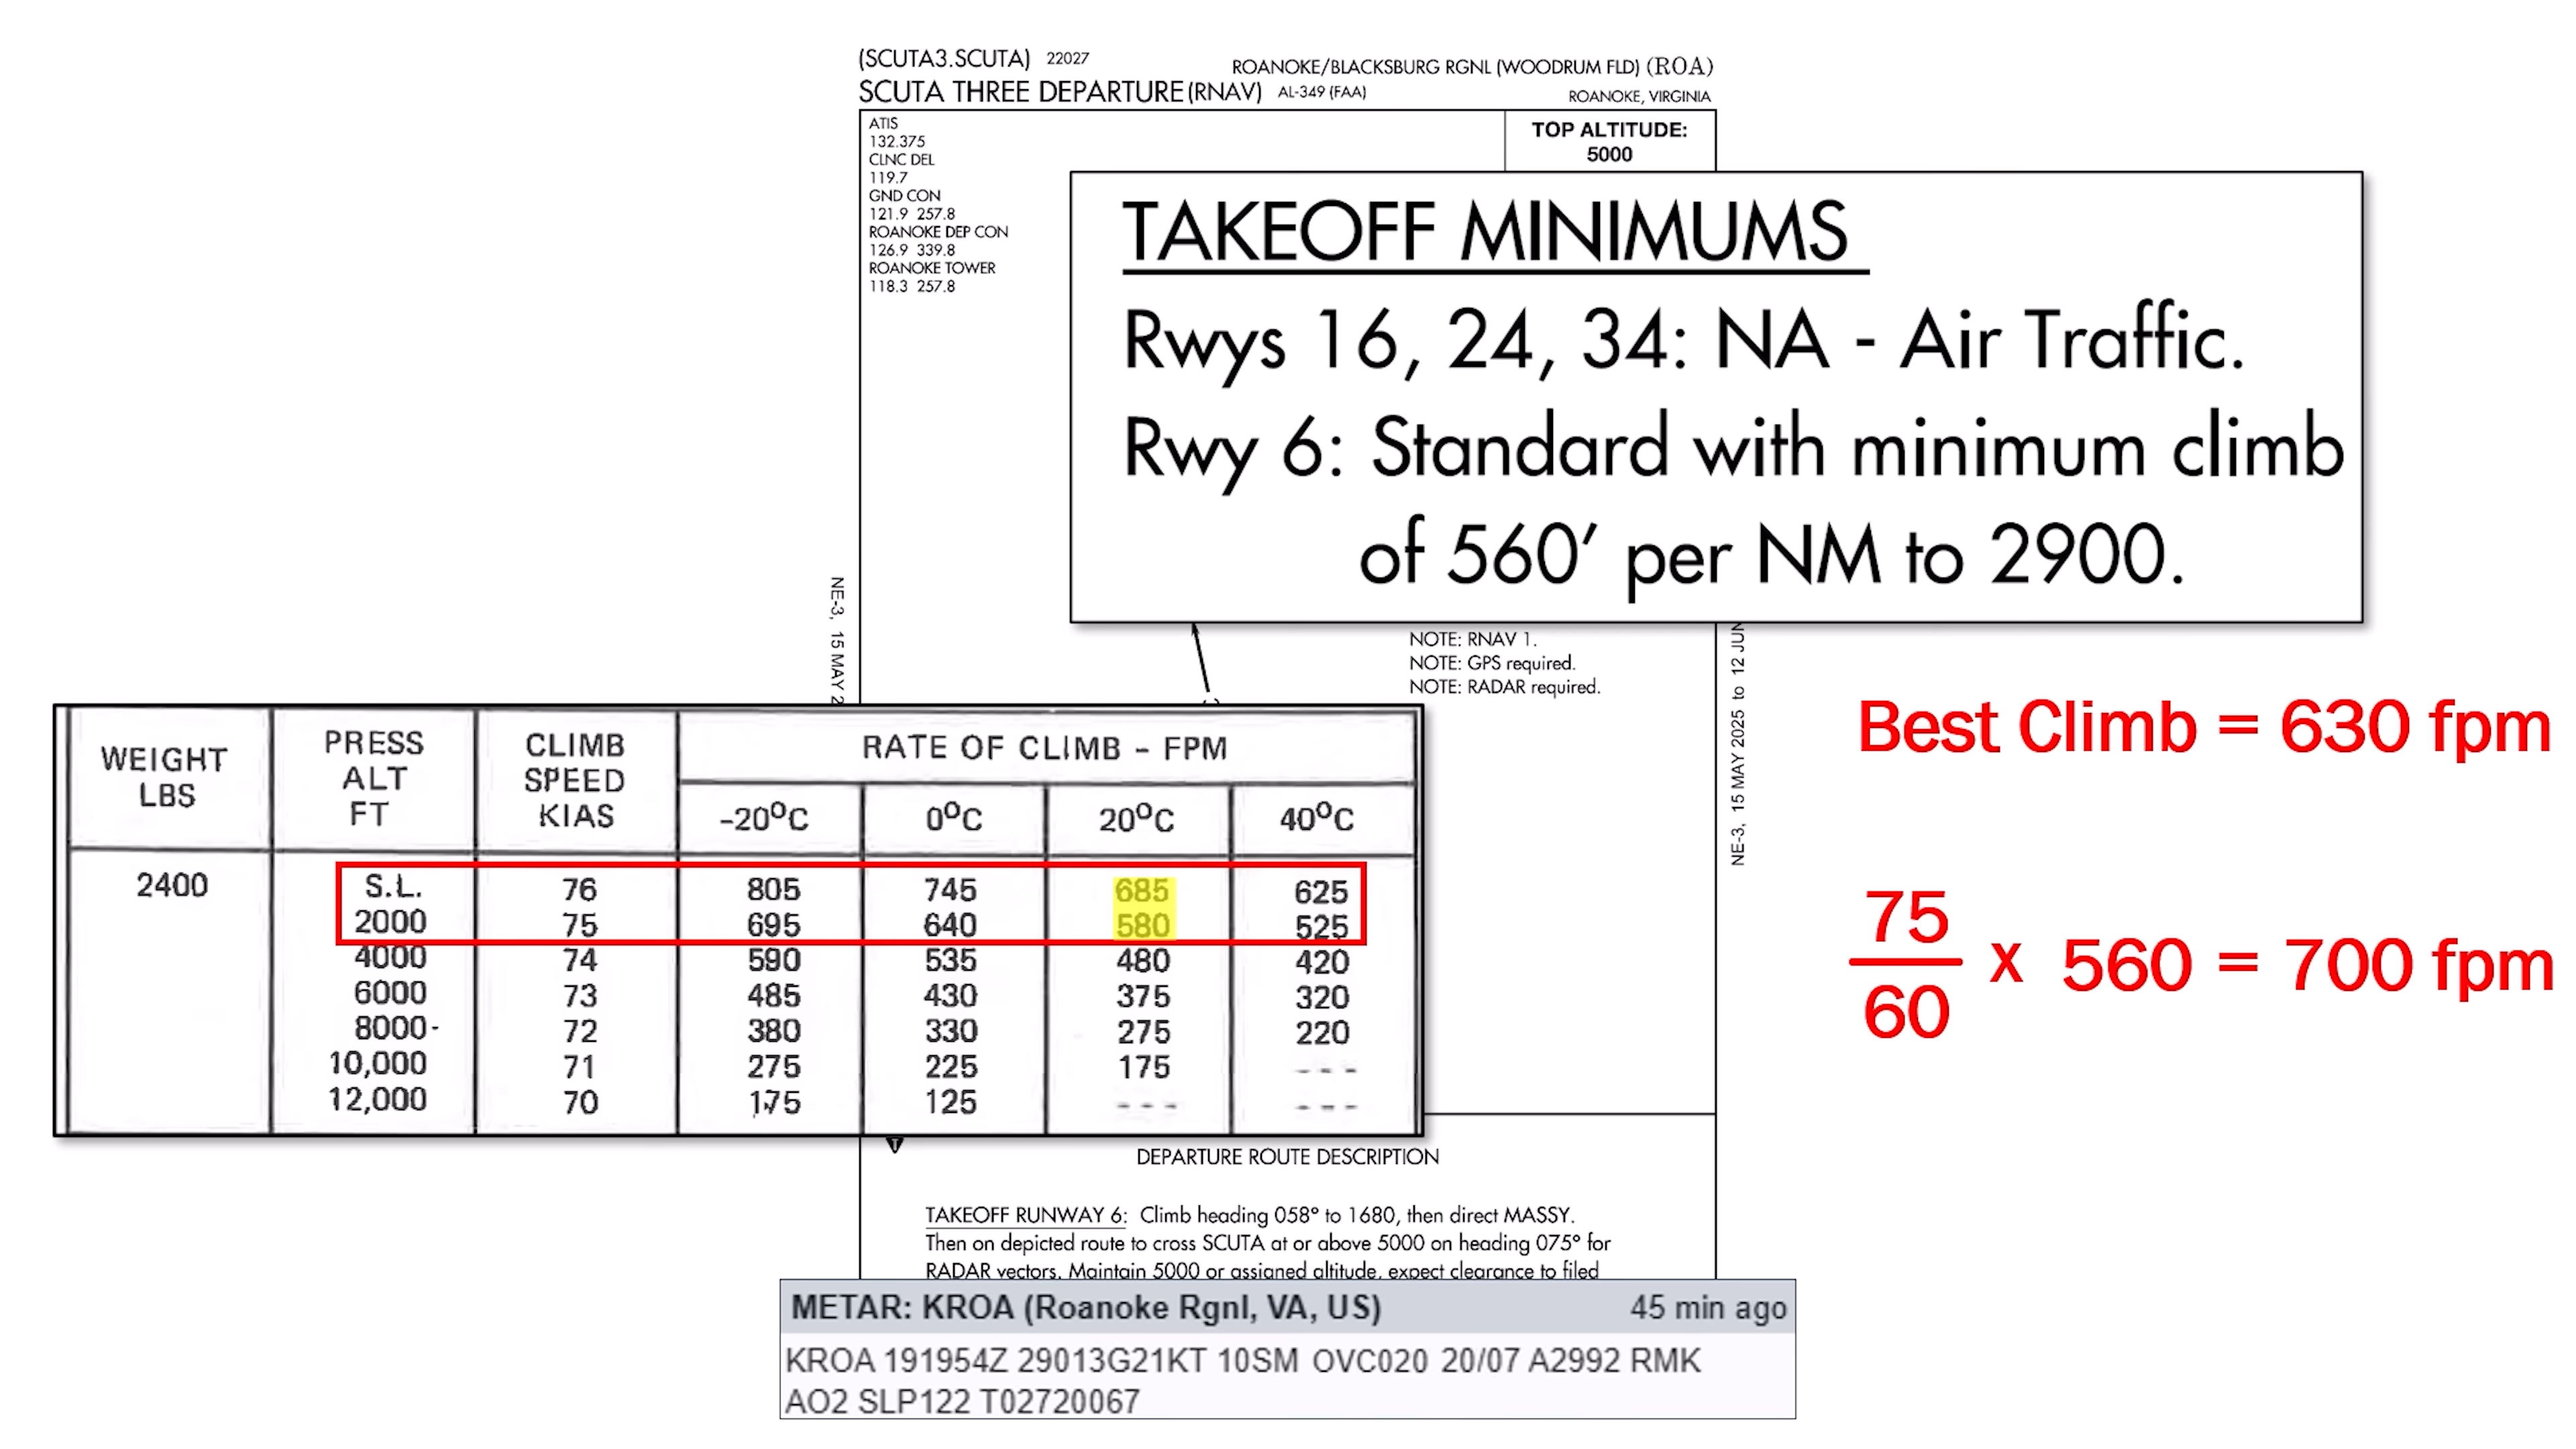 (SCUTA3.SCUTA) 22027
SCUTA THREE DEPARTURE (RNAV) AL-349 (FAA)
ROANOKE/BLACKSBURG RGNL (WOODRUM FLD) (ROA)
ROANOKE, VIRGINIA
ATIS
132.375
CLNC DEL
119.7
GND CON
121.9 257.8
ROANOKE DEP CON
126.9 339.8
ROANOKE TOWER
118.3 257.8
TOP ALTITUDE:
5000
TAKEOFF MINIMUMS
Rwys 16, 24, 34: NA - Air Traffic.
Rwy 6: Standard with minimum climb
of 560' per NM to 2900.
NOTE: RNAV 1.
NOTE: GPS required.
NOTE: RADAR required.
NE-3, 15 MAY 2
NE-3, 15 MAY 2025 to 12 JUN
WEIGHT LBS PRESS ALT FT CLIMB SPEED KIAS RATE OF CLIMB - FPM
-20°C 0°C 20°C 40°C
2400 S.L. 76 805 745 685 625
2000 75 695 640 580 525
4000 74 590 535 480 420
6000 73 485 430 375 320
8000- 72 380 330 275 220
10,000 71 275 225 175 ---
12,000 70 175 125 --- ---
Best Climb = 630 fpm
75
60
x 560 = 700 fpm
T
DEPARTURE ROUTE DESCRIPTION
TAKEOFF RUNWAY 6: Climb heading 058° to 1680, then direct MASSY.
Then on depicted route to cross SCUTA at or above 5000 on heading 075° for
RADAR vectors. Maintain 5000 or assigned altitude, expect clearance to filed
METAR: KROA (Roanoke Rgnl, VA, US) 45 min ago
KROA 191954Z 29013G21KT 10SM OVC020 20/07 A2992 RMK
AO2 SLP122 T02720067